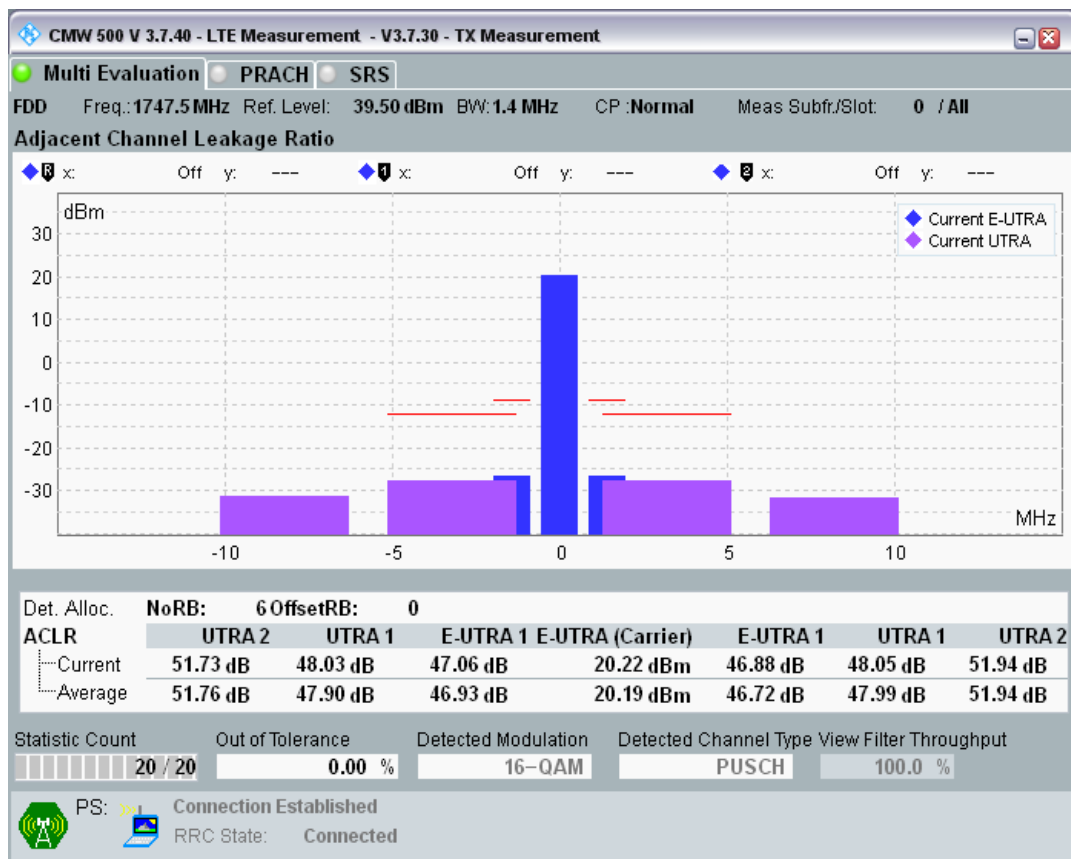 CMW 500 V 3.7.40 - LTE Measurement - V3.7.30 - TX Measurement
Multi Evaluation PRACH SRS
FDD Freq.: 1747.5 MHz Ref. Level: 39.50 dBm BW: 1.4 MHz CP : Normal Meas Subfr./Slot: 0 / All
Adjacent Channel Leakage Ratio
R x: Off y: --- 1 x: Off y: --- 2 x: Off y: ---
dBm
Current E-UTRA
Current UTRA
30
20
10
0
-10
-20
-30
MHz
-10 -5 0 5 10
Det. Alloc. NoRB: 6 OffsetRB: 0
ACLR UTRA 2 UTRA 1 E-UTRA 1 E-UTRA (Carrier) E-UTRA 1 UTRA 1 UTRA 2
Current 51.73 dB 48.03 dB 47.06 dB 20.22 dBm 46.88 dB 48.05 dB 51.94 dB
Average 51.76 dB 47.90 dB 46.93 dB 20.19 dBm 46.72 dB 47.99 dB 51.94 dB
Statistic Count Out of Tolerance Detected Modulation Detected Channel Type View Filter Throughput
20 / 20 0.00 % 16-QAM PUSCH 100.0 %
PS: Connection Established
RRC State: Connected